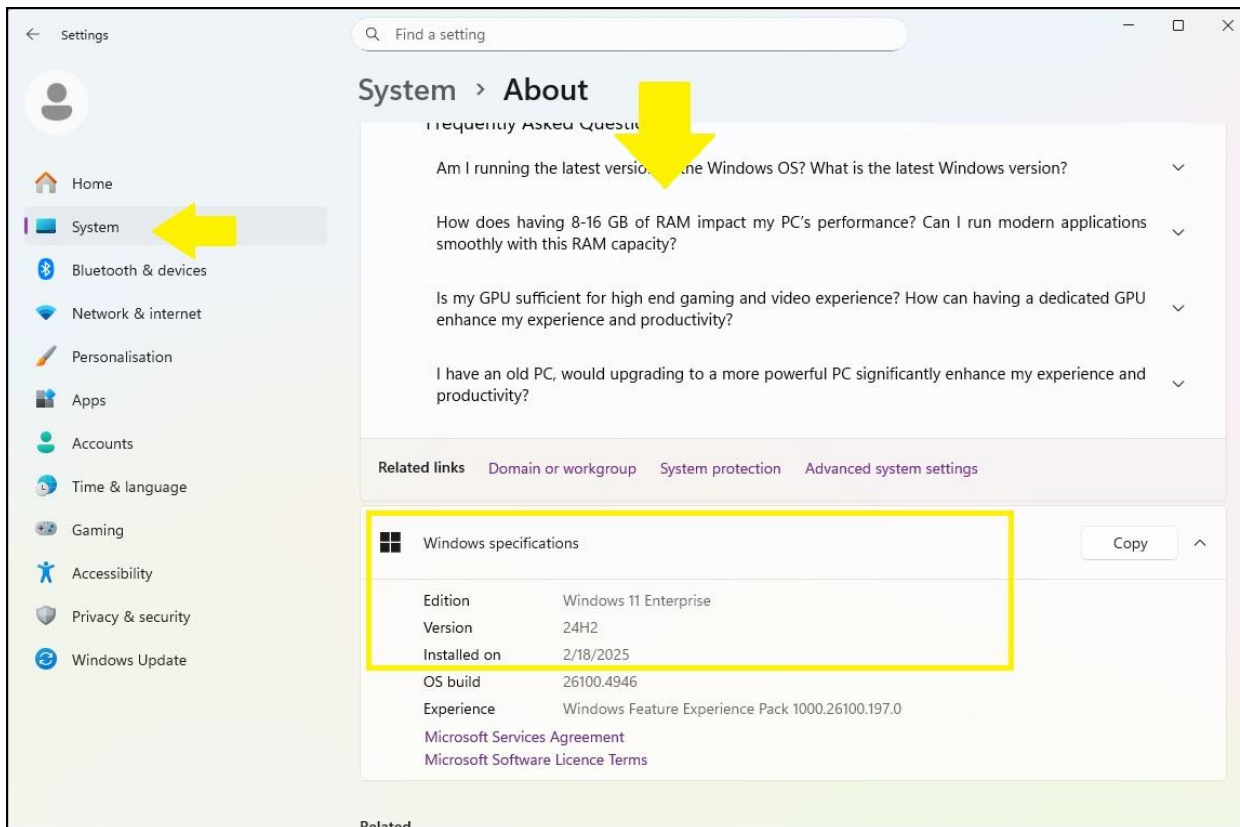 Settings
Find a setting
System > About
Frequently Asked
Home
System
Bluetooth & devices
Network & internet
Personalisation
Apps
Accounts
Time & language
Gaming
Accessibility
Privacy & security
Windows Update
Am I running the latest the Windows OS? What is the latest Windows version?
How does having 8-16 GB of RAM impact my PC's performance? Can I run modern applications
smoothly with this RAM capacity?
Is my GPU sufficient for high end gaming and video experience? How can having a dedicated GPU
enhance my experience and productivity?
I have an old PC, would upgrading to a more powerful PC significantly enhance my experience and
productivity?
Related links Domain or workgroup System protection Advanced system settings
Windows specifications Copy
Edition Windows 11 Enterprise
Version 24H2
Installed on 2/18/2025
OS build 26100.4946
Experience Windows Feature Experience Pack 1000.26100.197.0
Microsoft Services Agreement
Microsoft Software Licence Terms
Related